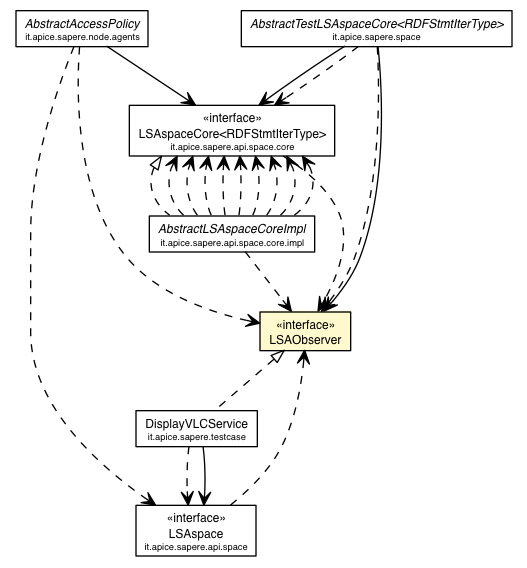 AbstractAccessPolicy
it.apice.sapere.node.agents
AbstractTestLSAspaceCore<RDFStmtIterType>
it.apice.sapere.space
«interface»
LSAspaceCore<RDFStmtIterType>
it.apice.sapere.api.space.core
AbstractLSAspaceCoreImpl
it.apice.sapere.api.space.core.impl
«interface»
LSAObserver
DisplayVLCService
it.apice.sapere.testcase
«interface»
LSAspace
it.apice.sapere.api.space